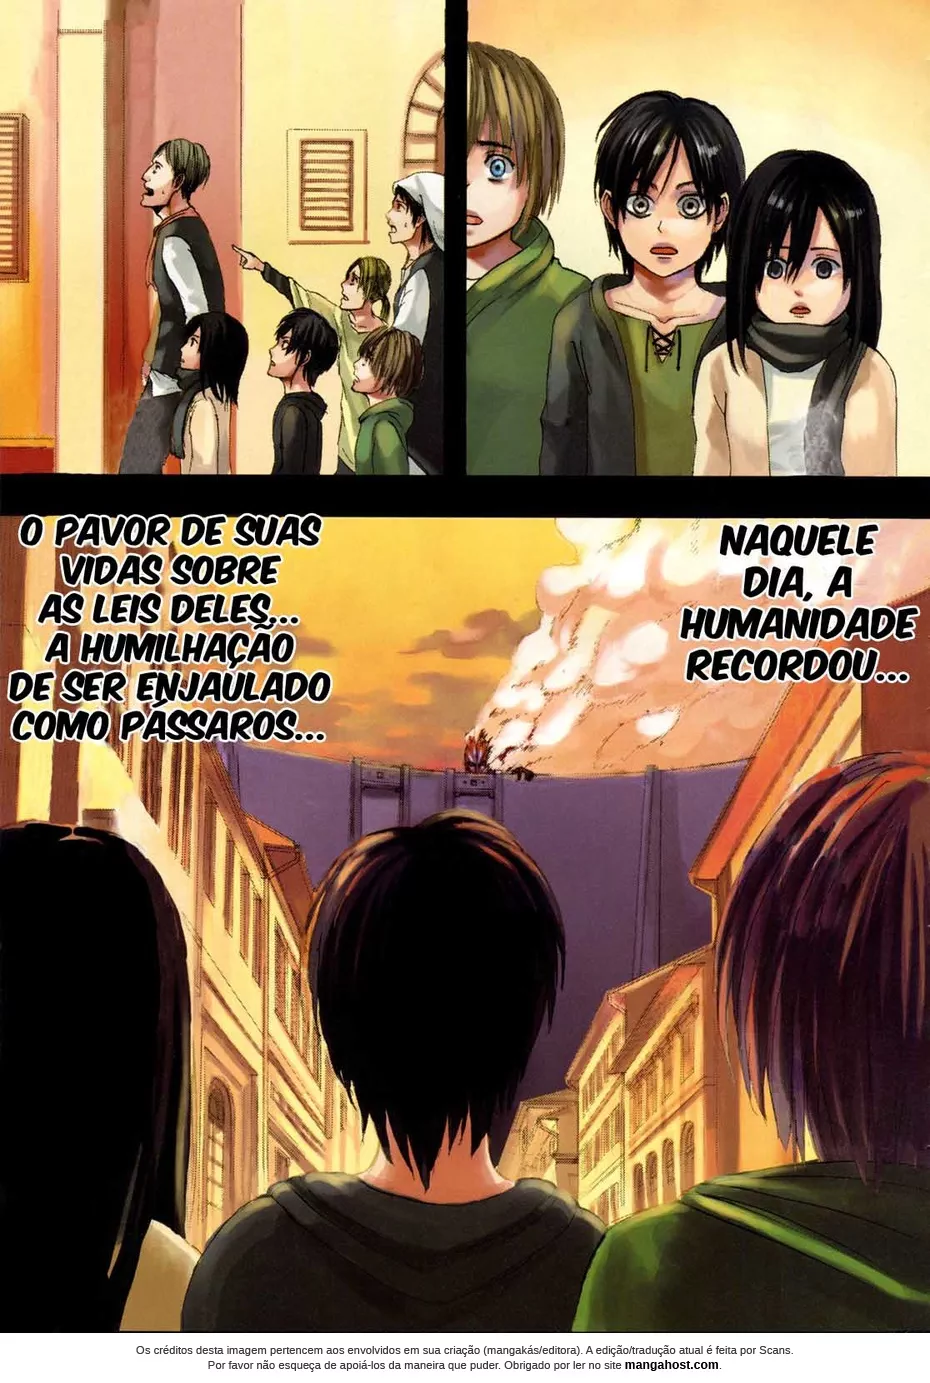 NAQUELE
DIA, A
HUMANIDADE
RECORDOU...
O PAVOR DE SUAS
VIDAS SOBRE
AS LEIS DELES...
A HUMILHAÇÃO
DE SER ENJAULADO
COMO PÁSSAROS...
Os créditos desta imagem pertencem aos envolvidos em sua criação (mangakás/editora). A edição/tradução atual é feita por Scans.
Por favor não esqueça de apoiá-los da maneira que puder. Obrigado por ler no site mangahost.com.